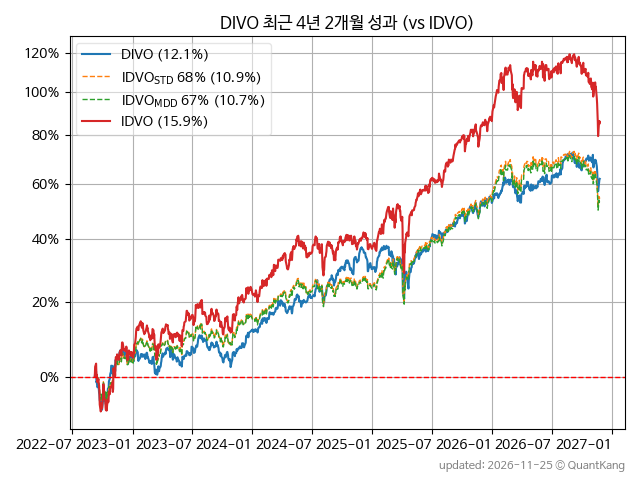 DIVO 최근 4년 2개월 성과 (vs IDVO)
DIVO (12.1%)
IDVO_STD 68% (10.9%)
IDVO_MDD 67% (10.7%)
IDVO (15.9%)
120%
100%
80%
60%
40%
20%
0%
2022-07 2023-01 2023-07 2024-01 2024-07 2025-01 2025-07 2026-01 2026-07 2027-01
updated: 2026-11-25 © QuantKang